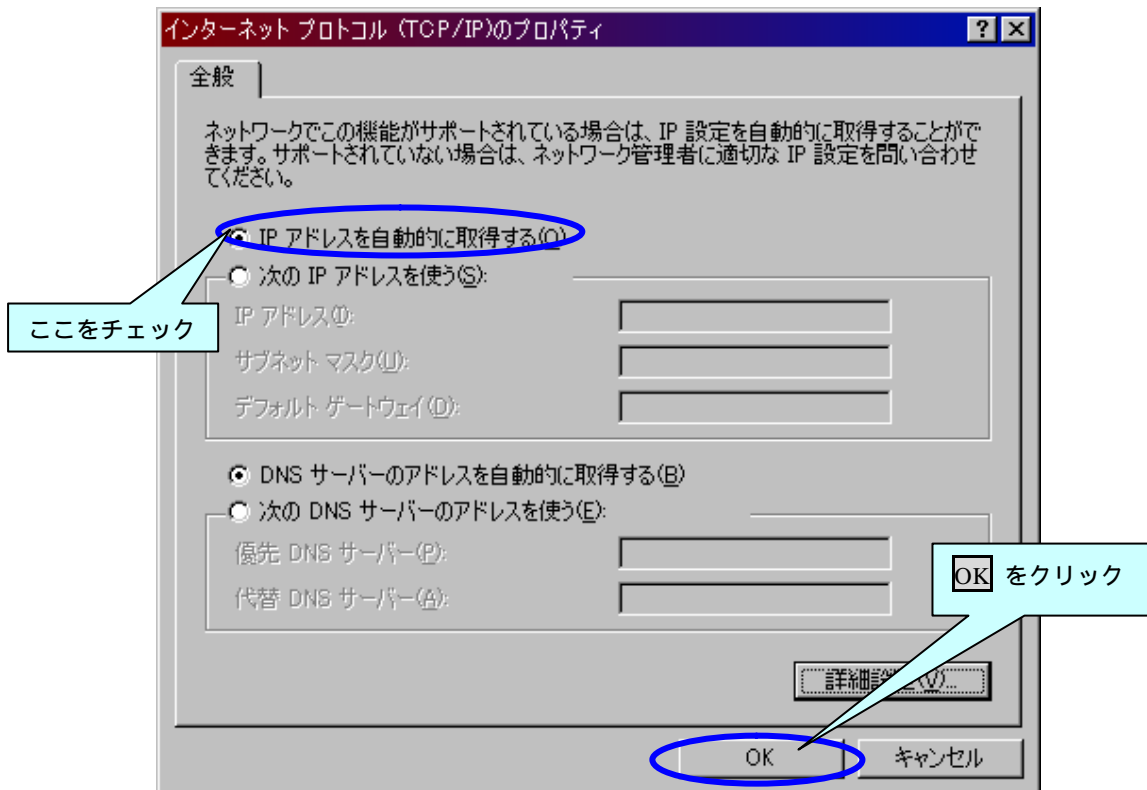 インターネット プロトコル (TCP/IP)のプロパティ
全般
ネットワークでこの機能がサポートされている場合は、IP 設定を自動的に取得することがで
きます。サポートされていない場合は、ネットワーク管理者に適切な IP 設定を問い合わせ
てください。
IP アドレスを自動的に取得する(O)
次の IP アドレスを使う(S):
ここをチェック
IP アドレス(I):
サブネット マスク(U):
デフォルト ゲートウェイ(D):
DNS サーバーのアドレスを自動的に取得する(B)
次の DNS サーバーのアドレスを使う(E):
優先 DNS サーバー(P):
OK をクリック
代替 DNS サーバー(A):
詳細設定(V)...
OK
キャンセル